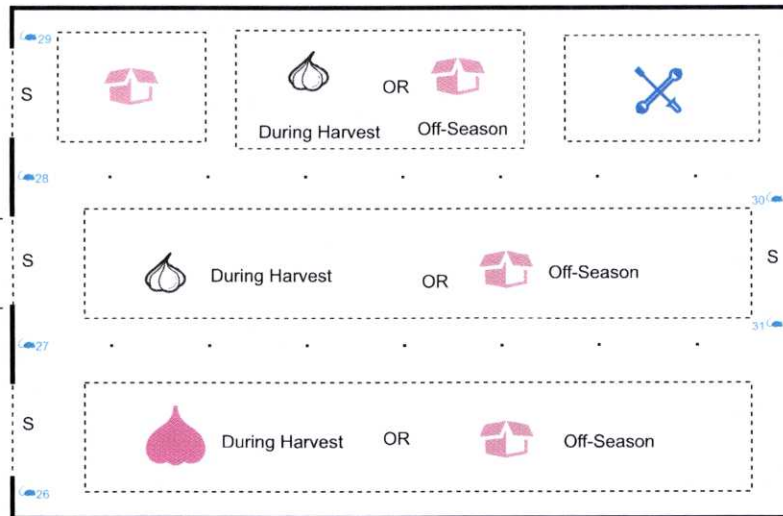 29
S
OR
During Harvest Off-Season
28
30
S During Harvest OR Off-Season S
31
27
S During Harvest OR Off-Season
26